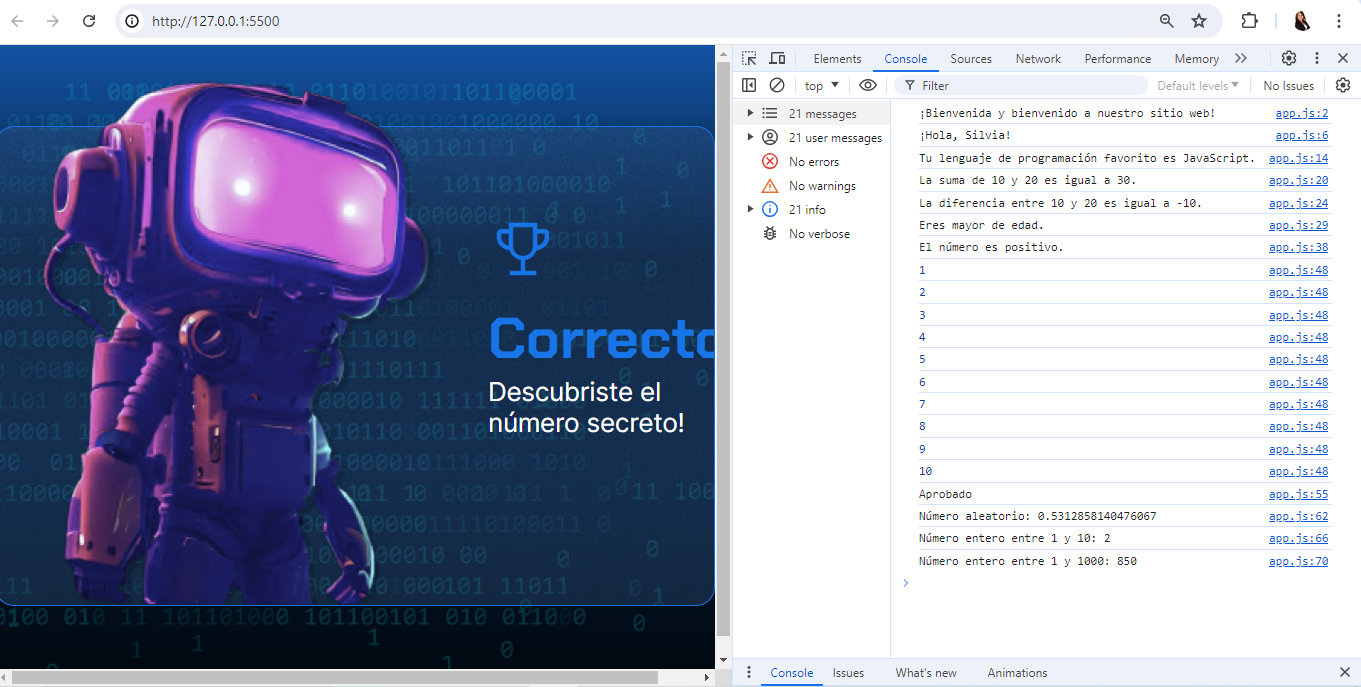 http://127.0.0.1:5500
Elements Console Sources Network Performance Memory
top Filter Default levels No Issues
21 messages
21 user messages
No errors
No warnings
21 info
No verbose
¡Bienvenida y bienvenido a nuestro sitio web! app.js:2
¡Hola, Silvia! app.js:6
Tu lenguaje de programación favorito es JavaScript. app.js:14
La suma de 10 y 20 es igual a 30. app.js:20
La diferencia entre 10 y 20 es igual a -10. app.js:24
Eres mayor de edad. app.js:29
El número es positivo. app.js:38
1 app.js:48
2 app.js:48
3 app.js:48
4 app.js:48
5 app.js:48
6 app.js:48
7 app.js:48
8 app.js:48
9 app.js:48
10 app.js:48
Aprobado app.js:55
Número aleatorio: 0.5312858140476067 app.js:62
Número entero entre 1 y 10: 2 app.js:66
Número entero entre 1 y 1000: 850 app.js:70
Correcto
Descubriste el
número secreto!
Console Issues What's new Animations